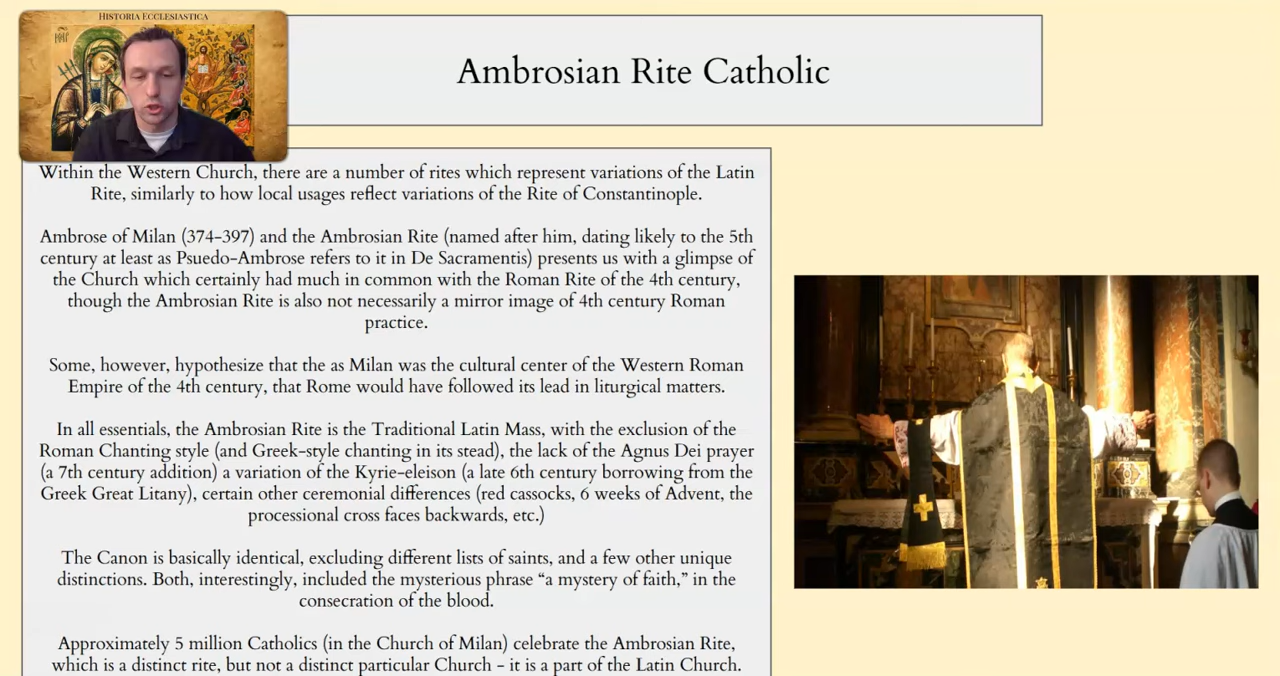 HISTORIA ECCLESIASTICA
Ambrosian Rite Catholic
Within the Western Church, there are a number of rites which represent variations of the Latin
Rite, similarly to how local usages reflect variations of the Rite of Constantinople.
Ambrose of Milan (374-397) and the Ambrosian Rite (named after him, dating likely to the 5th
century at least as Psuedo-Ambrose refers to it in De Sacramentis) presents us with a glimpse of
the Church which certainly had much in common with the Roman Rite of the 4th century,
though the Ambrosian Rite is also not necessarily a mirror image of 4th century Roman
practice.
Some, however, hypothesize that the as Milan was the cultural center of the Western Roman
Empire of the 4th century, that Rome would have followed its lead in liturgical matters.
In all essentials, the Ambrosian Rite is the Traditional Latin Mass, with the exclusion of the
Roman Chanting style (and Greek-style chanting in its stead), the lack of the Agnus Dei prayer
(a 7th century addition) a variation of the Kyrie-eleison (a late 6th century borrowing from the
Greek Great Litany), certain other ceremonial differences (red cassocks, 6 weeks of Advent, the
processional cross faces backwards, etc.)
The Canon is basically identical, excluding different lists of saints, and a few other unique
distinctions. Both, interestingly, included the mysterious phrase “a mystery of faith,” in the
consecration of the blood.
Approximately 5 million Catholics (in the Church of Milan) celebrate the Ambrosian Rite,
which is a distinct rite, but not a distinct particular Church - it is a part of the Latin Church.